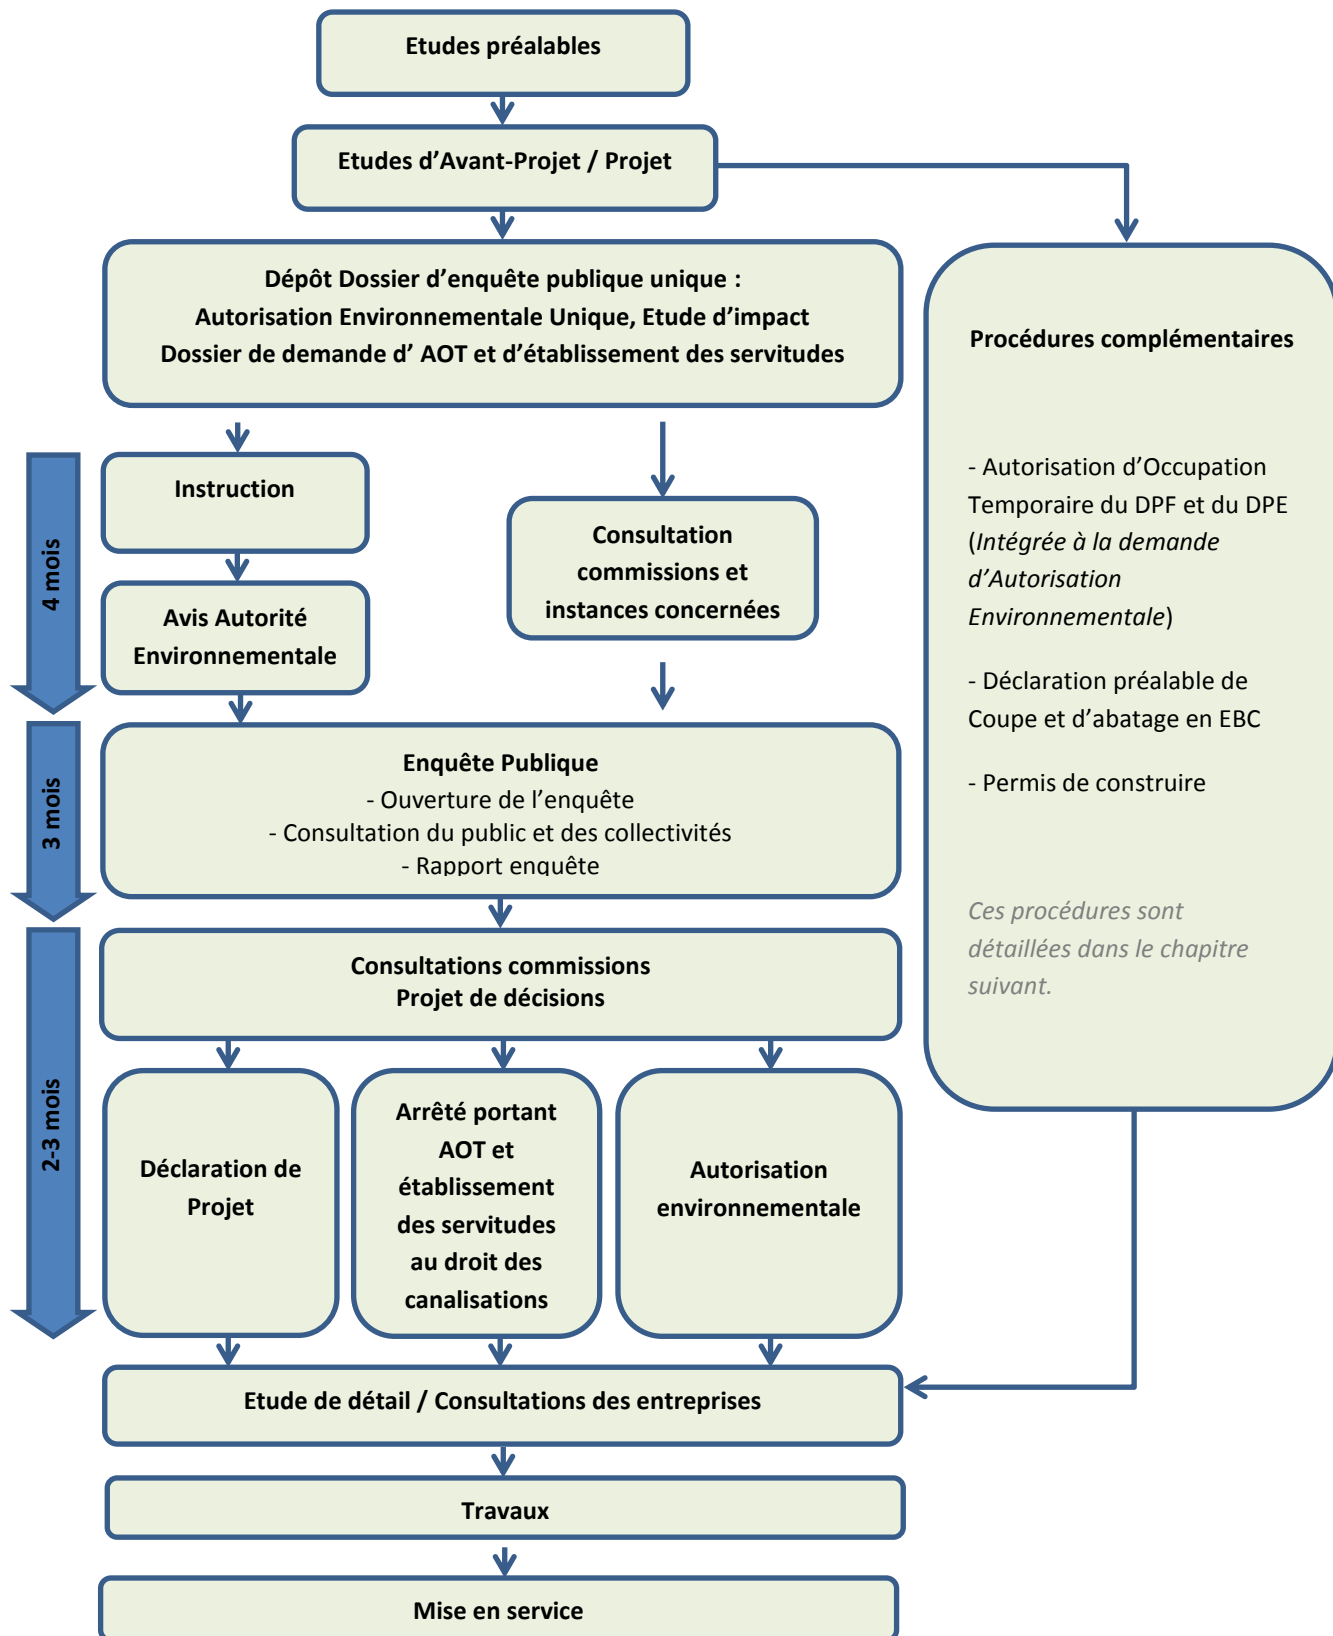 Etudes préalables
Etudes d’Avant-Projet / Projet
Dépôt Dossier d’enquête publique unique :
Autorisation Environnementale Unique, Etude d’impact
Dossier de demande d’ AOT et d’établissement des servitudes
4 mois
Instruction
Avis Autorité
Environnementale
Consultation
commissions et
instances concernées
3 mois
Enquête Publique
- Ouverture de l’enquête
- Consultation du public et des collectivités
- Rapport enquête
2-3 mois
Consultations commissions
Projet de décisions
Déclaration de
Projet
Arrêté portant
AOT et
établissement
des servitudes
au droit des
canalisations
Autorisation
environnementale
Procédures complémentaires
- Autorisation d’Occupation
Temporaire du DPF et du DPE
(Intégrée à la demande
d’Autorisation
Environnementale)
- Déclaration préalable de
Coupe et d’abatage en EBC
- Permis de construire
Ces procédures sont
détaillées dans le chapitre
suivant.
Etude de détail / Consultations des entreprises
Travaux
Mise en service